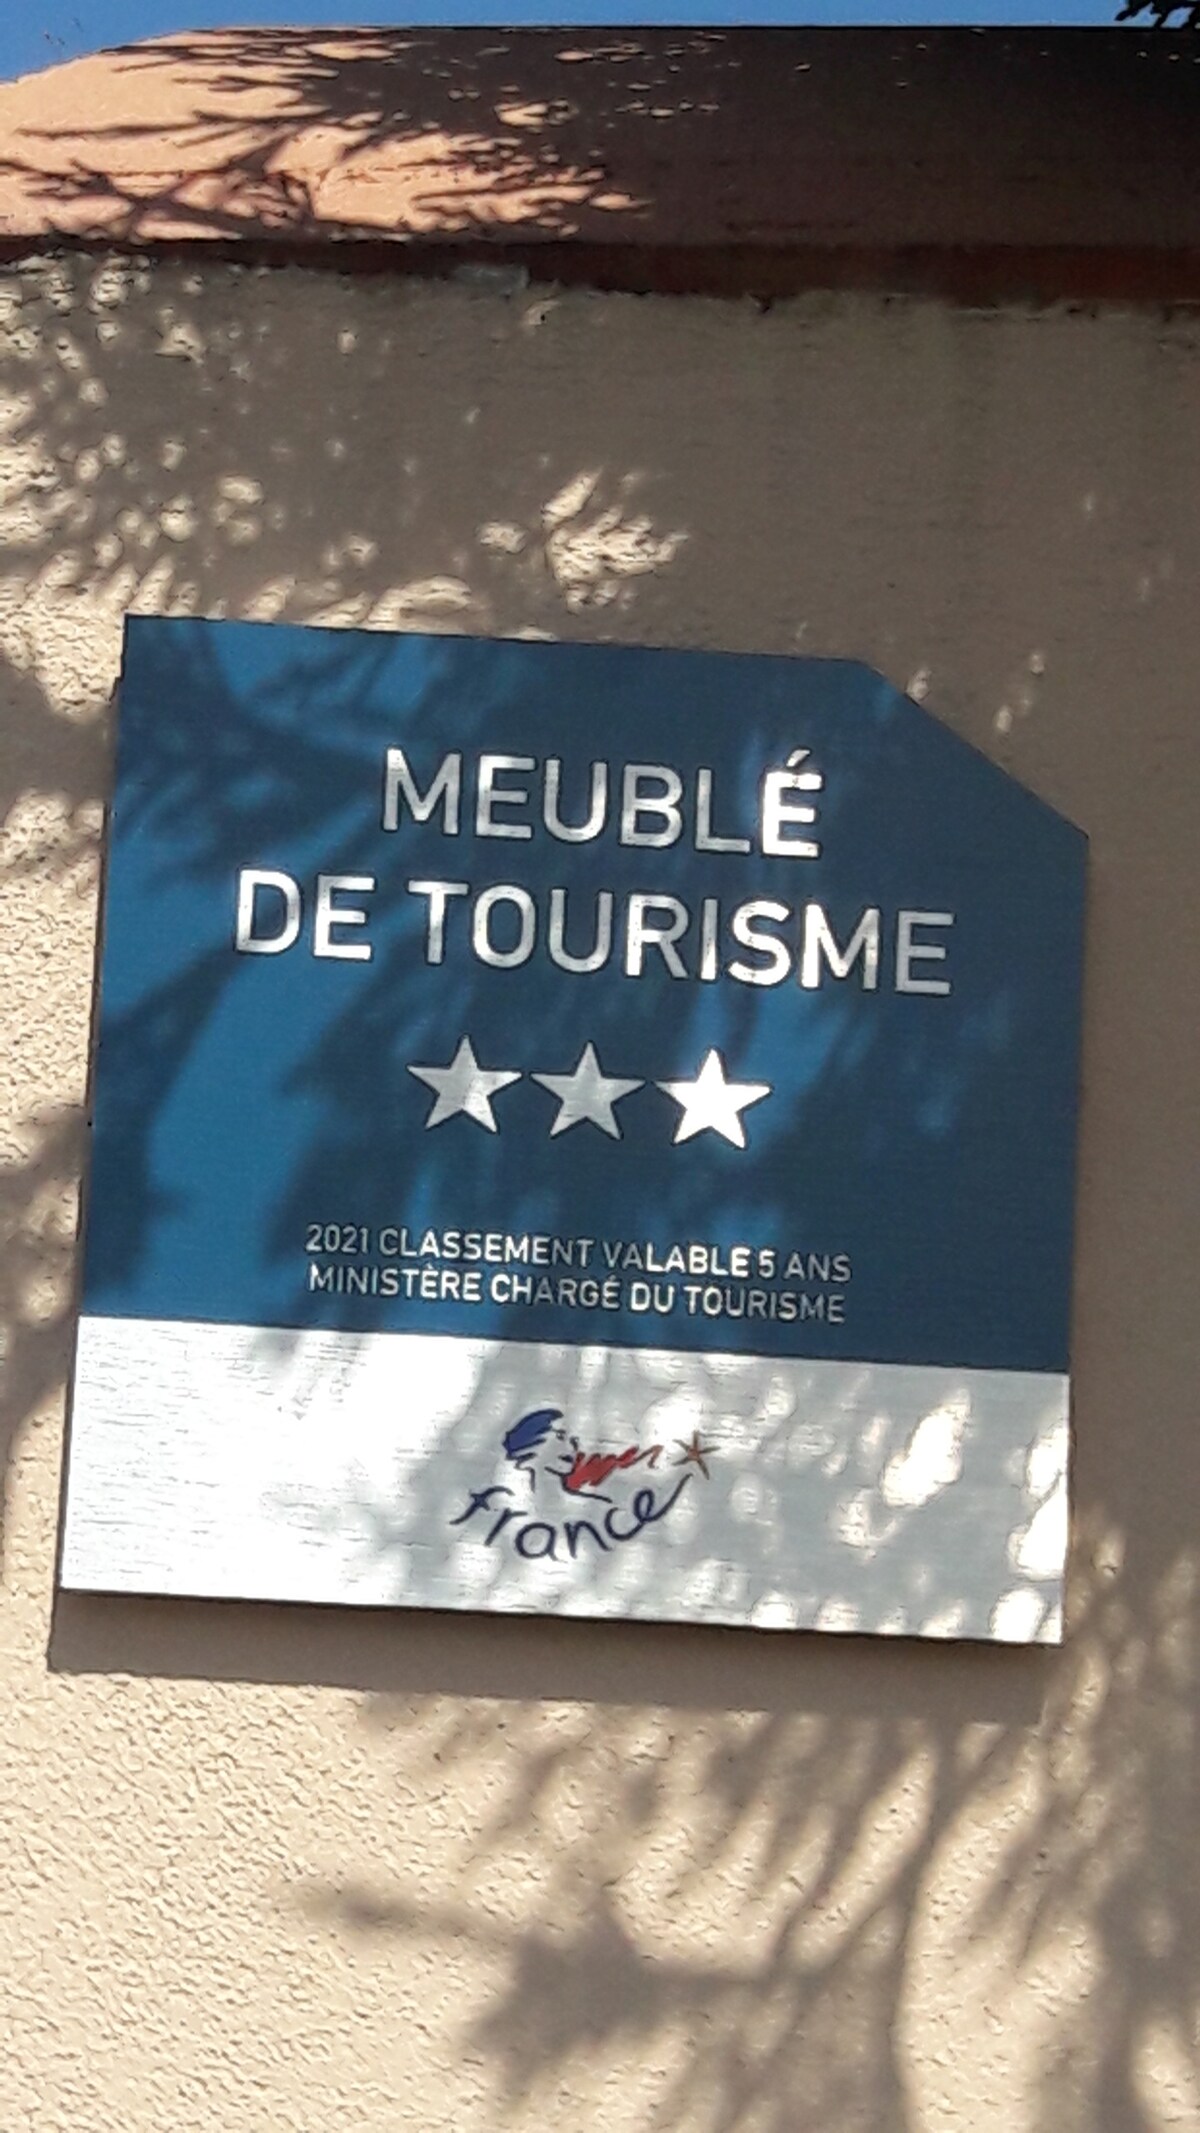 MEUBLÉ
DE TOURISME
★★★
2021 CLASSEMENT VALABLE 5 ANS
MINISTÈRE CHARGÉ DU TOURISME
france